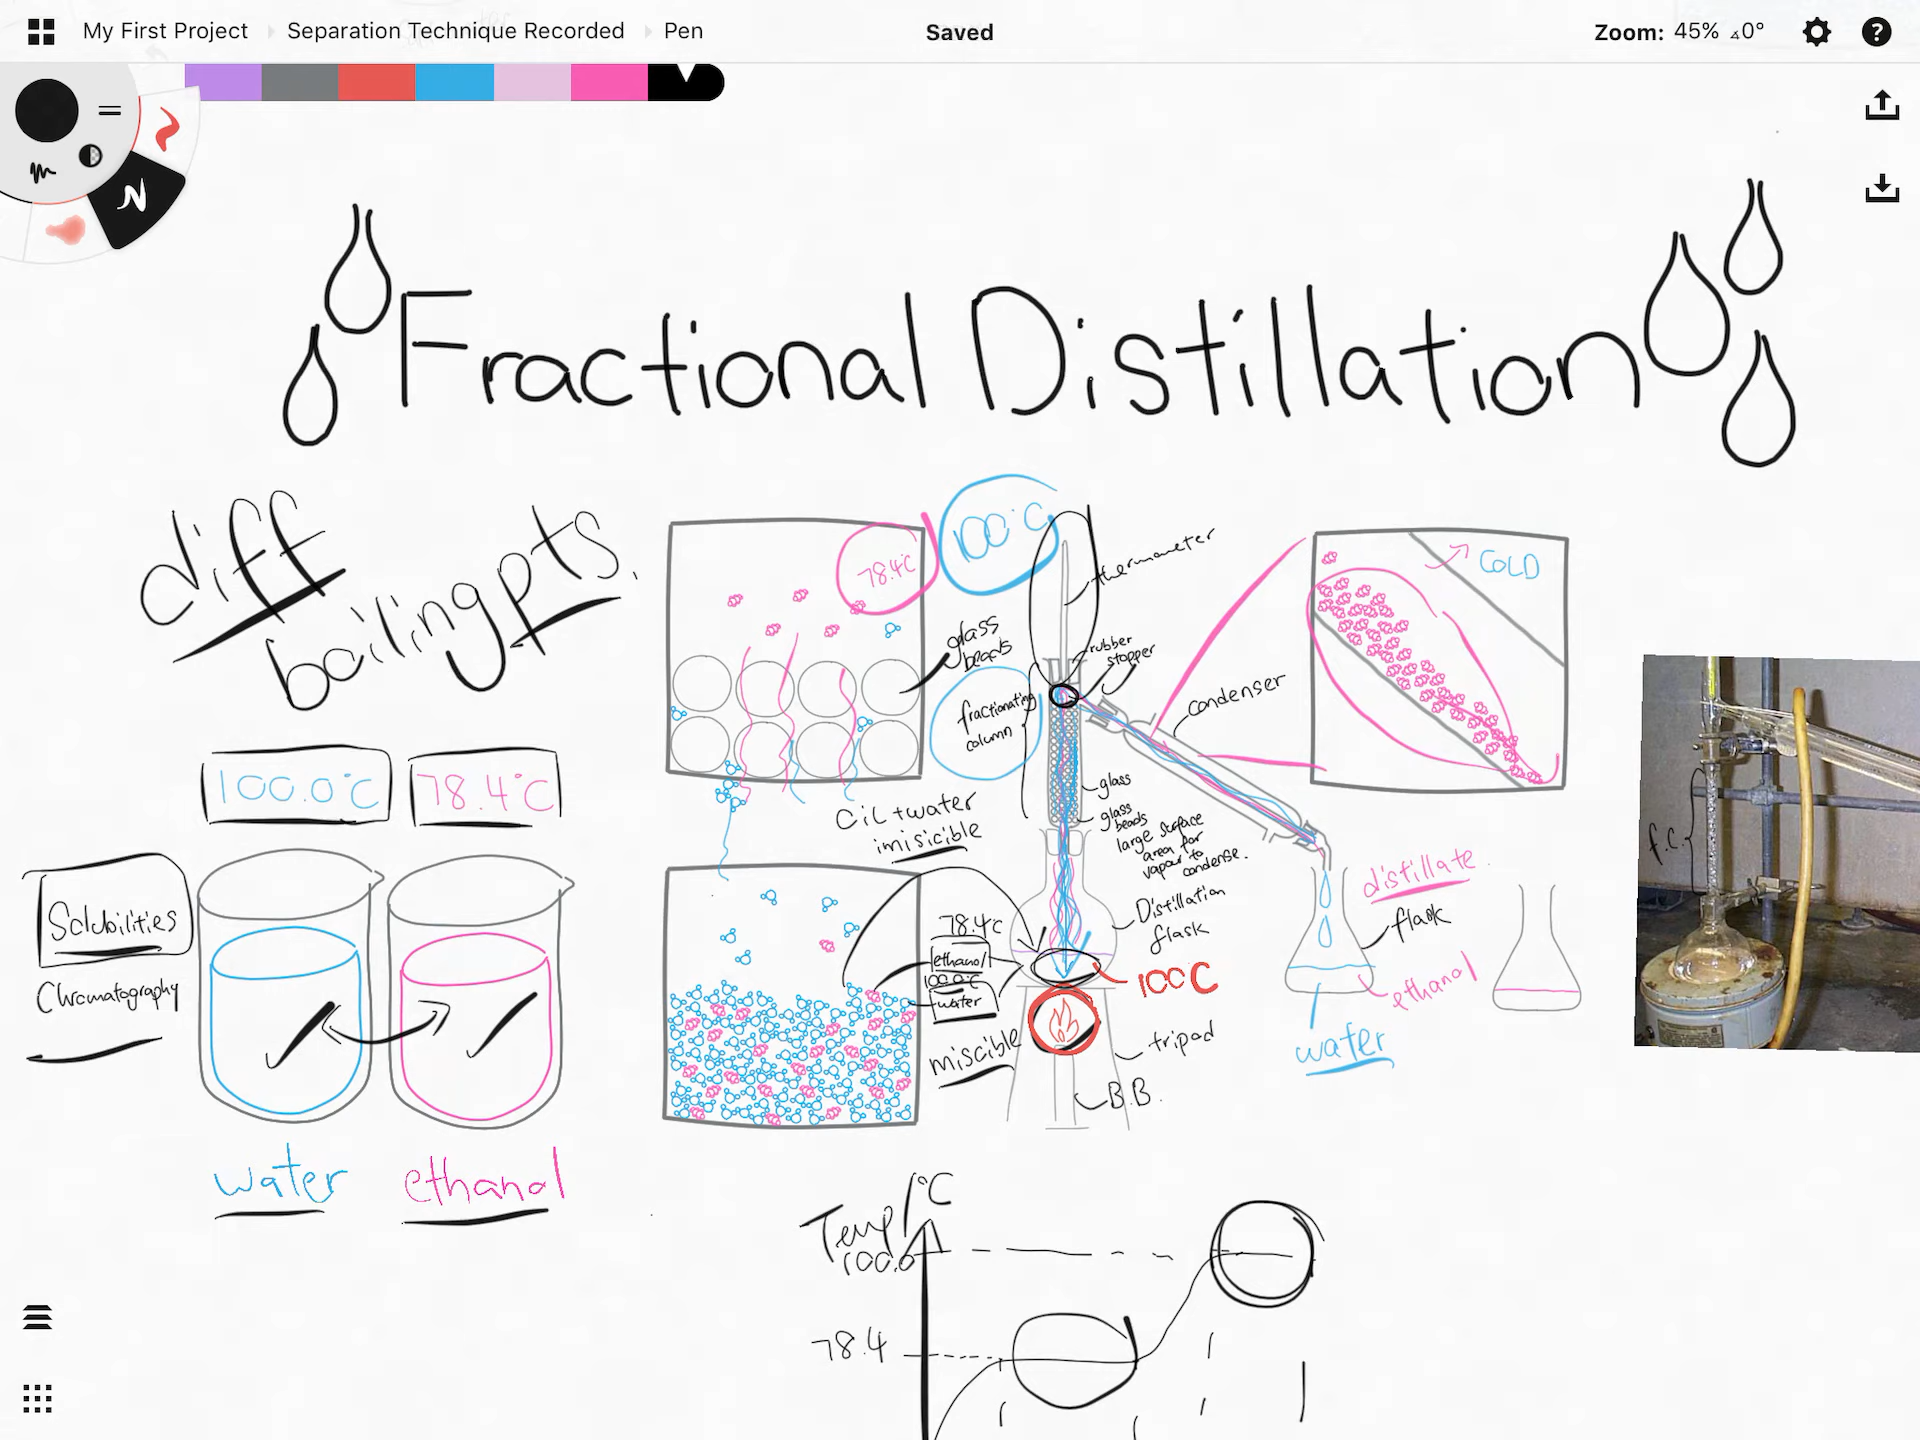 My First Project
Separation Technique Recorded
Pen
Saved
Zoom: 45% ⊿0°
Fractional Distillation
diff
boiling pts.
100.0°C
78.4°C
Solubilities
Chromatography
water
ethanol
78.4°C
100°C
glass
beads
fractionating
column
thermometer
rubber
stopper
condenser
COLD
oil + water
imisicible
glass
glass
beads
large surface
area for
vapour to
condense.
Distillation
flask
78.4°C
ethanol
100.0°C
water
miscible
100°C
tripod
B.B.
distillate.
flask
ethanol
water
f.c.
Temp/°C
100.0
78.4